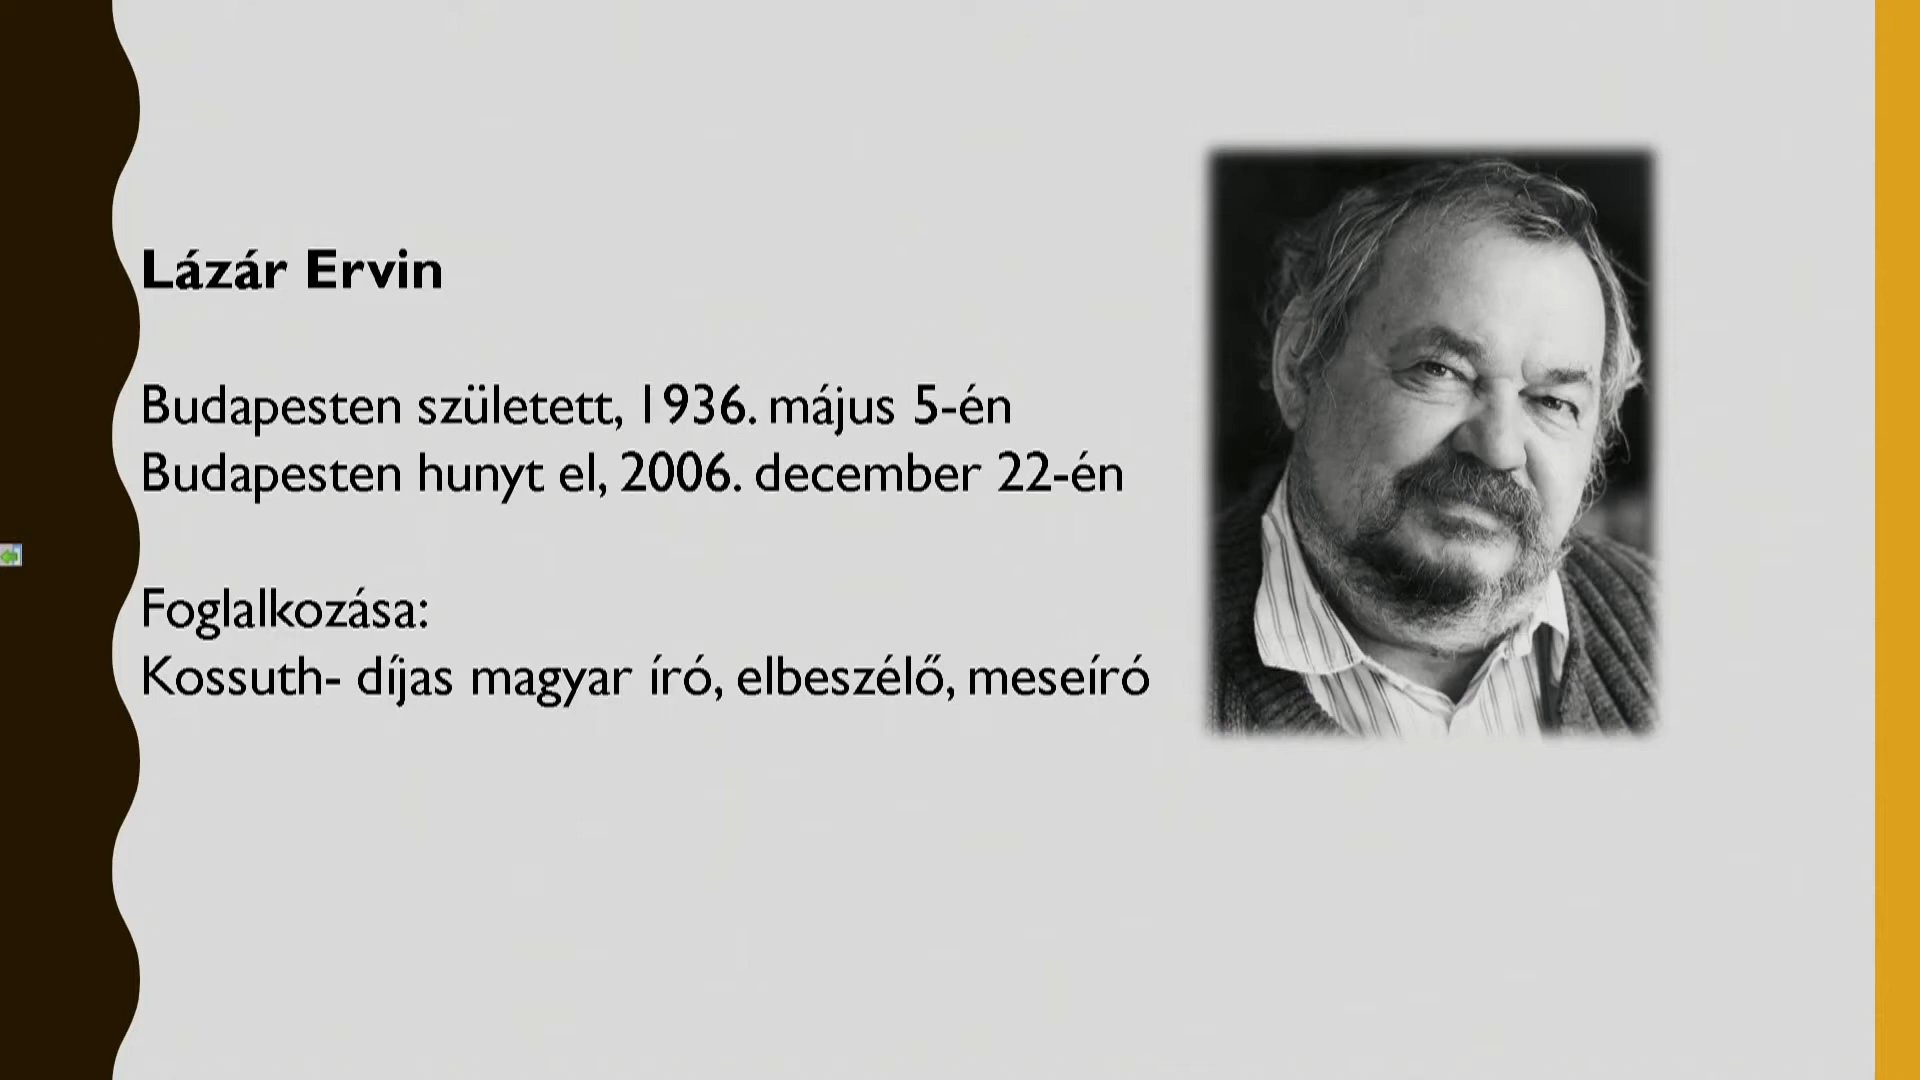 Lázár Ervin
Budapesten született, 1936. május 5-én
Budapesten hunyt el, 2006. december 22-én
Foglalkozása:
Kossuth- díjas magyar író, elbeszélő, meseíró